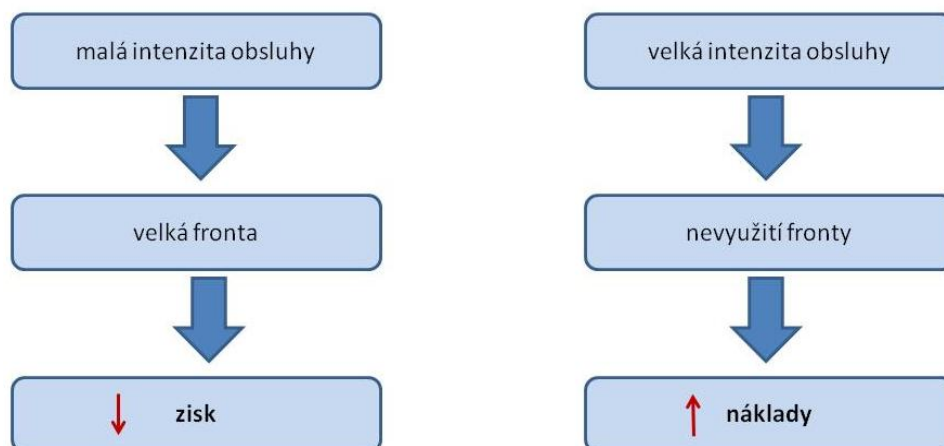 malá intenzita obsluhy
velká fronta
zisk
velká intenzita obsluhy
nevyužití fronty
náklady